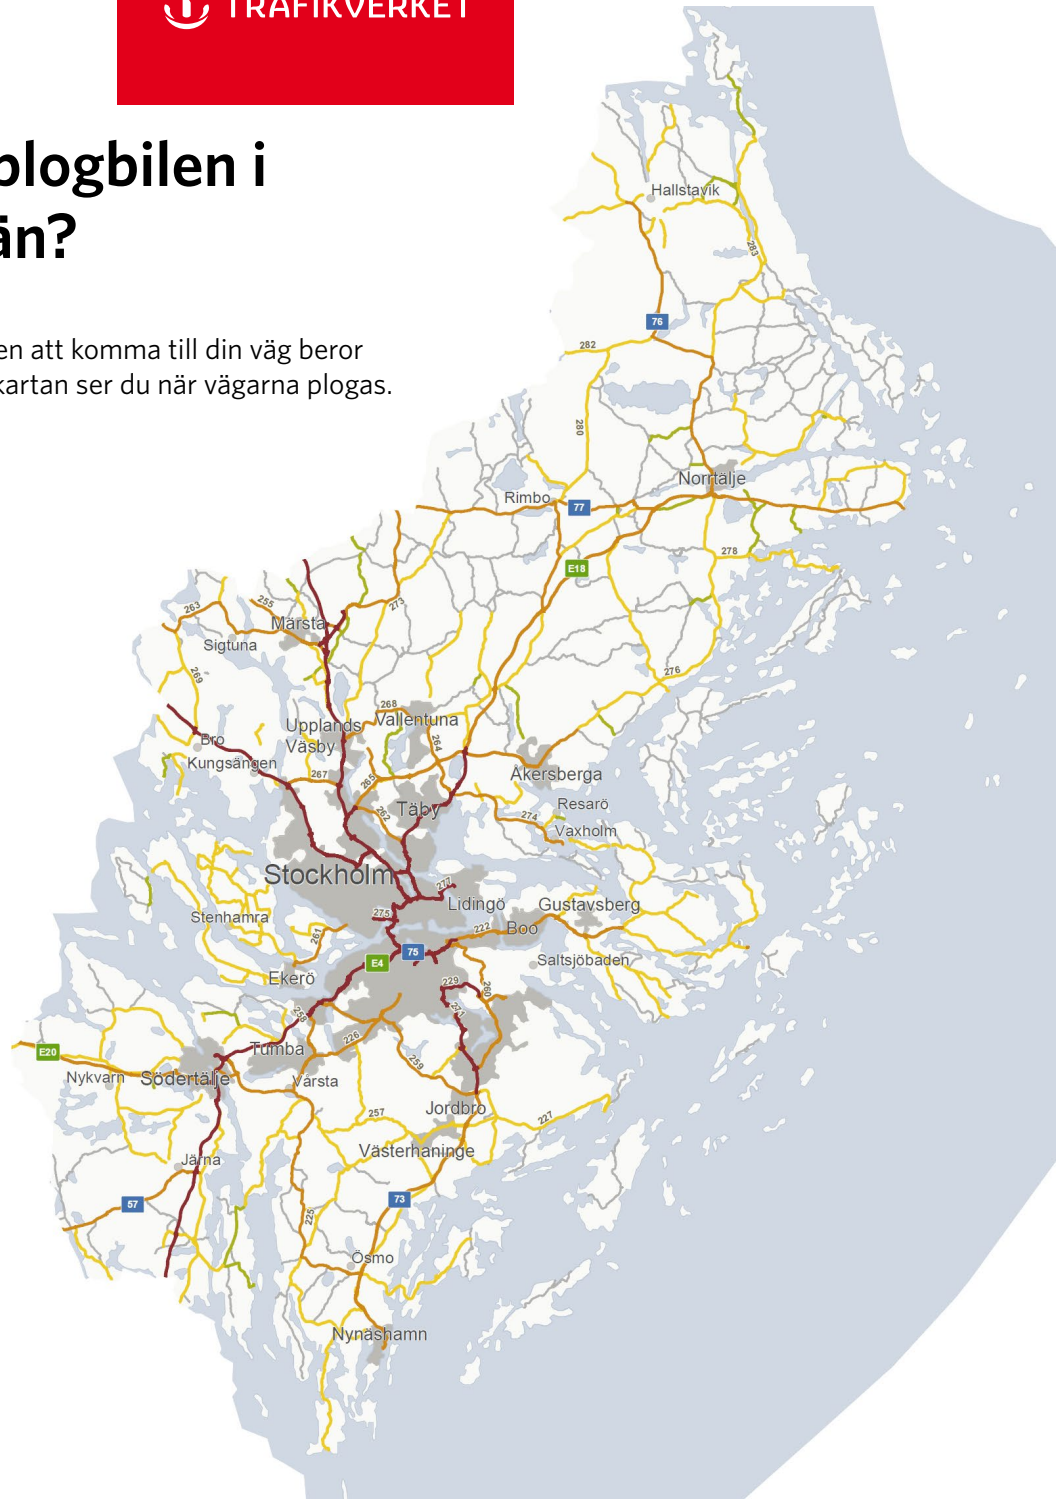 TRAFIKVERKET
plogbilen i
än?
en att komma till din väg beror
kartan ser du när vägarna plogas.
Hallstavik
283
76
282
280
Norrtälje
Rimbo
77
278
E18
255
263
273
Märsta
Sigtuna
276
269
268
Vallentuna
Upplands
Väsby
Bro
264
Kungsängen
267
265
Åkersberga
Täby
262
274
Resarö
Vaxholm
Stockholm
277
Lidingö
Gustavsberg
275
Stenhamra
222
Boo
261
75
E4
Saltsjöbaden
Ekerö
229
260
271
258
226
Tumba
E20
259
Nykvarn
Södertälje
Vårsta
Jordbro
257
227
Västerhaninge
Järna
57
73
225
Ösmo
Nynäshamn